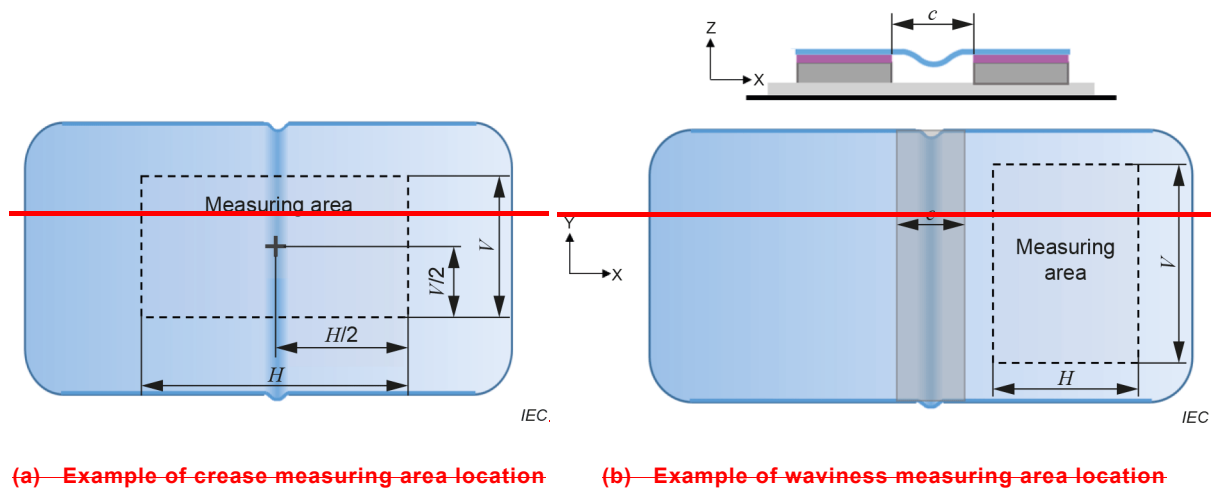 c
Z
X
Measuring area
V
V/2
H/2
H
IEC
Y
X
c
Measuring
area
V
H
IEC
(a) Example of crease measuring area location
(b) Example of waviness measuring area location